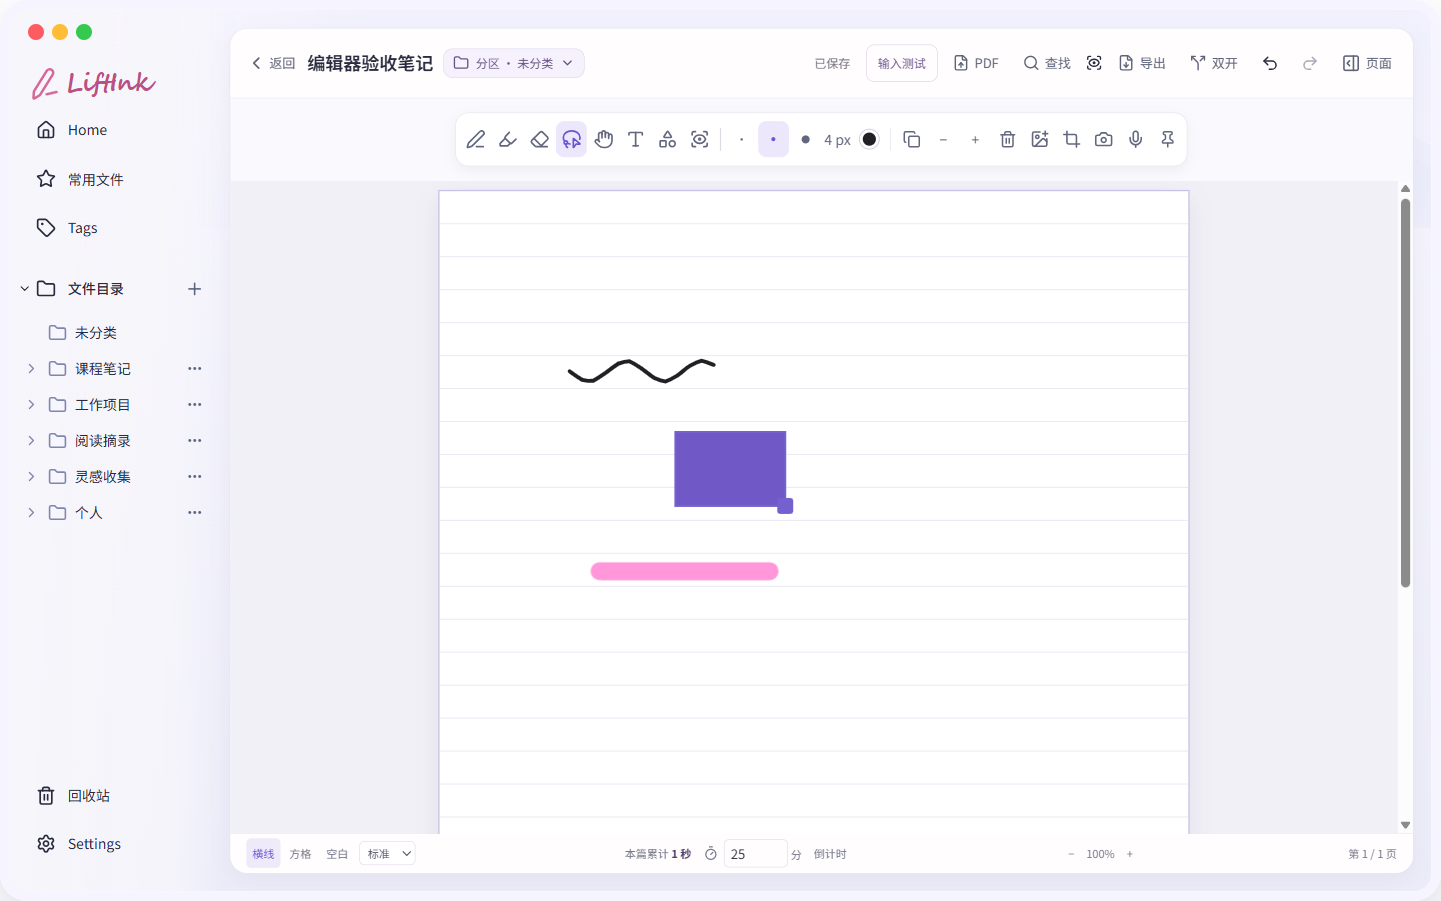 LiftInk
Home
常用文件
Tags
文件目录
未分类
课程笔记
工作项目
阅读摘录
灵感收集
个人
回收站
Settings
返回 编辑器验收笔记 分区 · 未分类 已保存 输入测试 PDF 查找 导出 双开 页面
4 px
横线 方格 空白 标准 本篇累计 1 秒 25 分 倒计时 − 100% + 第 1 / 1 页